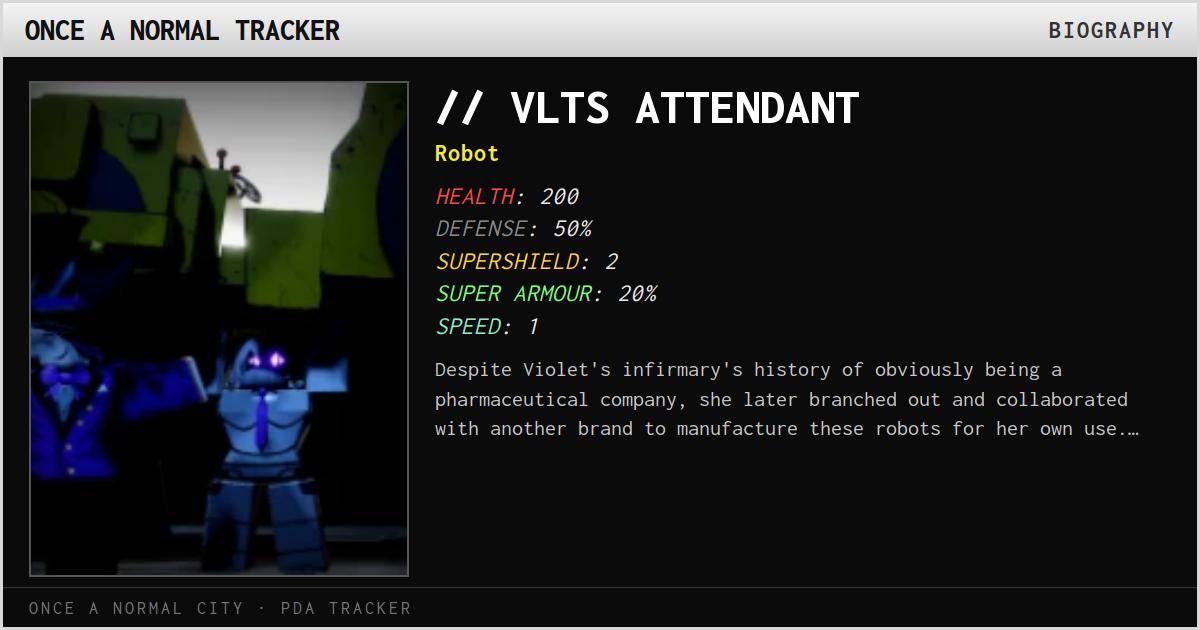 ONCE A NORMAL TRACKER
BIOGRAPHY
// VLTS ATTENDANT
Robot
HEALTH: 200
DEFENSE: 50%
SUPERSHIELD: 2
SUPER ARMOUR: 20%
SPEED: 1
Despite Violet's infirmary's history of obviously being a
pharmaceutical company, she later branched out and collaborated
with another brand to manufacture these robots for her own use.…
ONCE A NORMAL CITY · PDA TRACKER